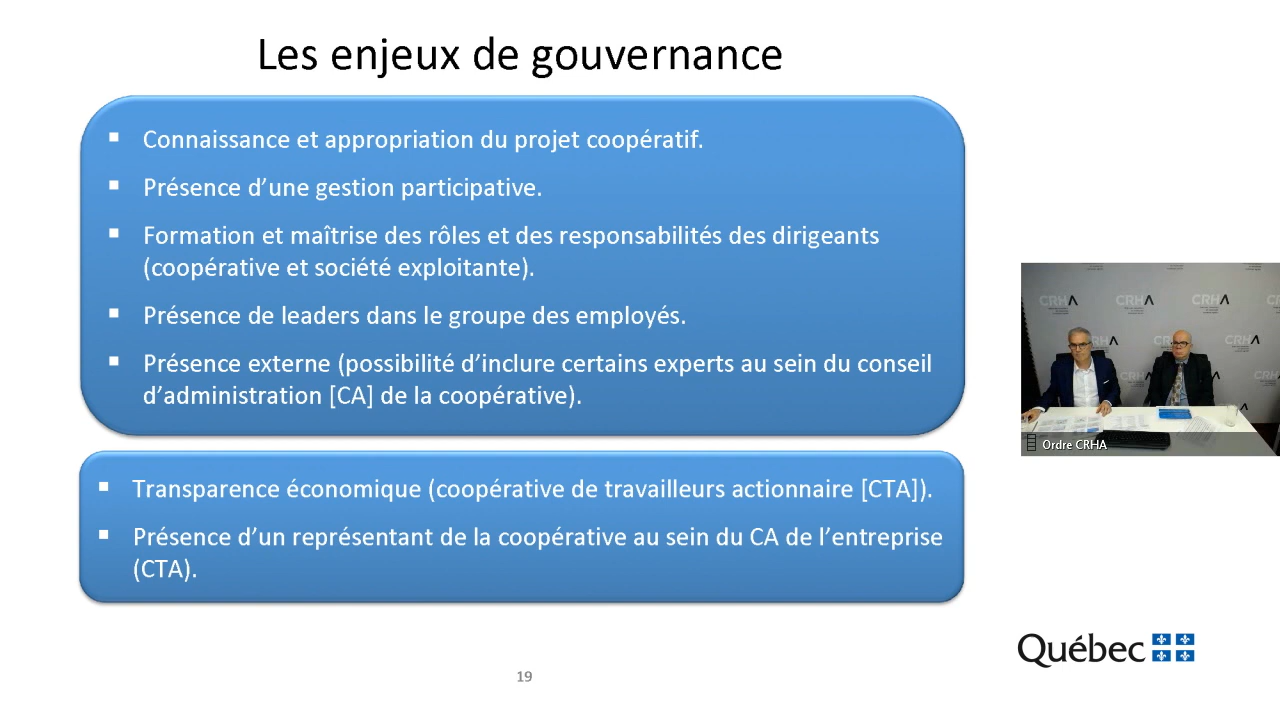 Les enjeux de gouvernance
▪ Connaissance et appropriation du projet coopératif.
▪ Présence d’une gestion participative.
▪ Formation et maîtrise des rôles et des responsabilités des dirigeants
(coopérative et société exploitante).
▪ Présence de leaders dans le groupe des employés.
▪ Présence externe (possibilité d’inclure certains experts au sein du conseil
d’administration [CA] de la coopérative).
▪ Transparence économique (coopérative de travailleurs actionnaire [CTA]).
▪ Présence d’un représentant de la coopérative au sein du CA de l’entreprise
(CTA).
CRHA
CRHA
CRHA
CRHA
CRHA
Ordre CRHA
Québec
19